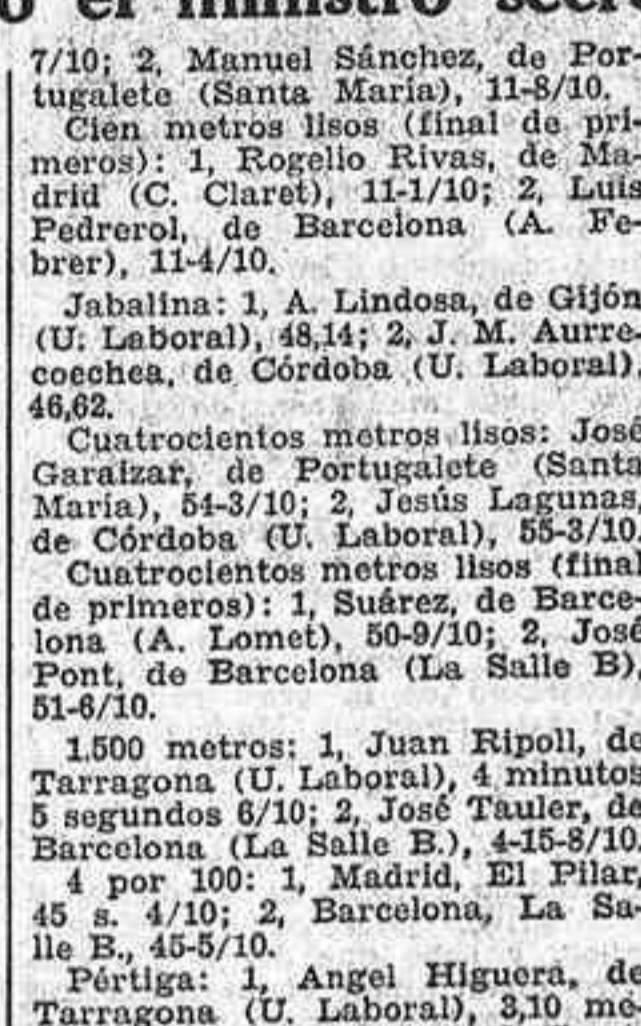 o el ministro secre
7/10; 2, Manuel Sánchez, de Por-
tugalete (Santa María), 11-8/10.
Cien metros lisos (final de pri-
meros): 1, Rogelio Rivas, de Ma-
drid (C. Claret), 11-1/10; 2, Luis
Pedrerol, de Barcelona (A. Fe-
brer), 11-4/10.
Jabalina: 1, A. Lindosa, de Gijón
(U. Laboral), 48,14; 2, J. M. Aurre-
coechea, de Córdoba (U. Laboral),
46,62.
Cuatrocientos metros lisos: José
Garaizar, de Portugalete (Santa
María), 54-3/10; 2, Jesús Lagunas,
de Córdoba (U. Laboral), 55-3/10.
Cuatrocientos metros lisos (final
de primeros): 1, Suárez, de Barce-
lona (A. Lomet), 50-9/10; 2, José
Pont, de Barcelona (La Salle B),
51-6/10.
1.500 metros: 1, Juan Ripoll, de
Tarragona (U. Laboral), 4 minutos
5 segundos 6/10; 2, José Tauler, de
Barcelona (La Salle B.), 4-15-8/10.
4 por 100: 1, Madrid, El Pilar,
45 s. 4/10; 2, Barcelona, La Sa-
lle B., 45-5/10.
Pértiga: 1, Angel Higuera, de
Tarragona (U. Laboral), 3,10 me-